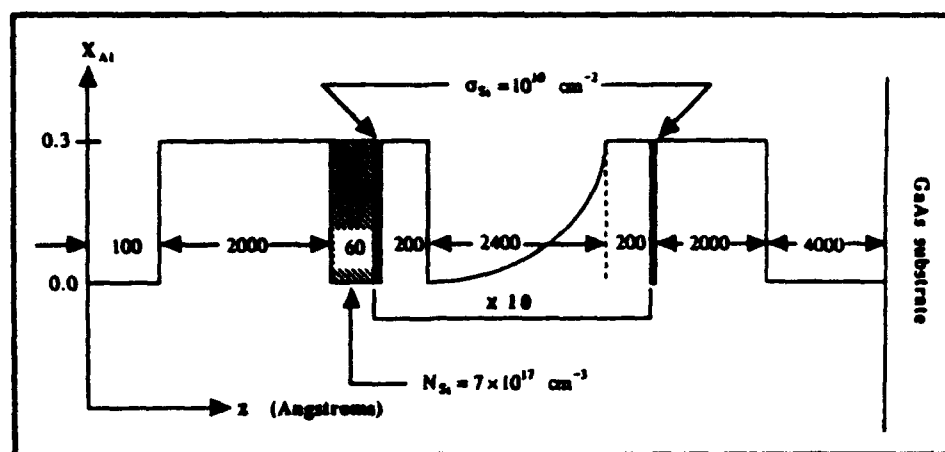 X_Al
σ_Si = 10^10 cm^-2
0.3
100 2000 60 200 2400 200 2000 4000
0.0
x 10
N_Si = 7 × 10^17 cm^-3
z (Angstroms)
GaAs substrate